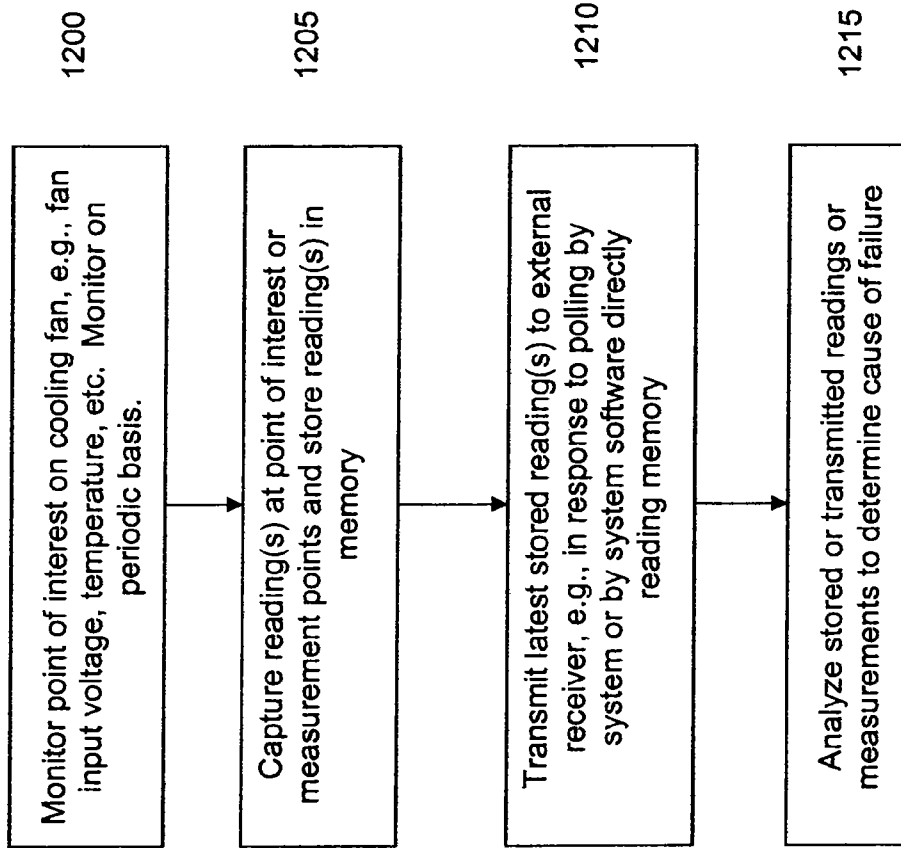 Monitor point of interest on cooling fan, e.g., fan
input voltage, temperature, etc. Monitor on
periodic basis.
1200
Capture reading(s) at point of interest or
measurement points and store reading(s) in
memory
1205
Transmit latest stored reading(s) to external
receiver, e.g., in response to polling by
system or by system software directly
reading memory
1210
Analyze stored or transmitted readings or
measurements to determine cause of failure
1215